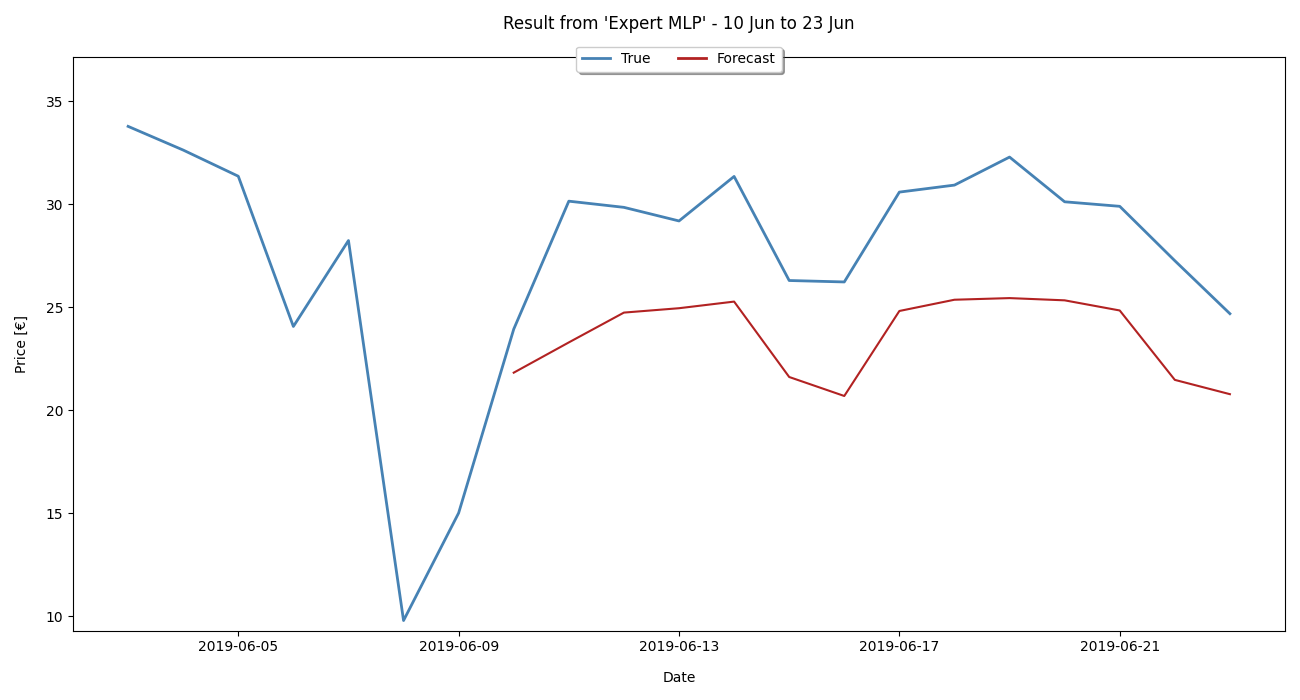 Result from 'Expert MLP' - 10 Jun to 23 Jun
True Forecast
35
30
25
20
15
10
Price [€]
2019-06-05 2019-06-09 2019-06-13 2019-06-17 2019-06-21
Date